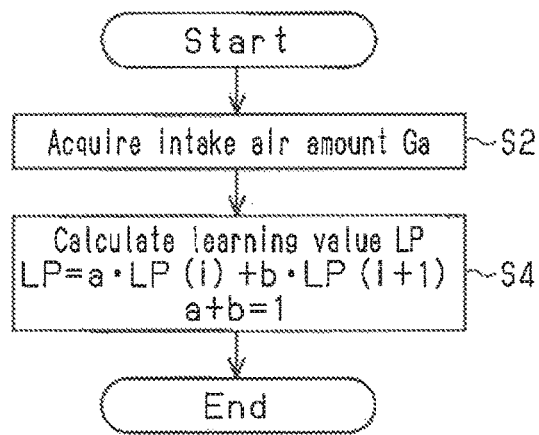 Start
Acquire intake air amount Ga
S2
Calculate learning value LP
LP=a・LP(i)+b・LP(i+1)
a+b=1
S4
End